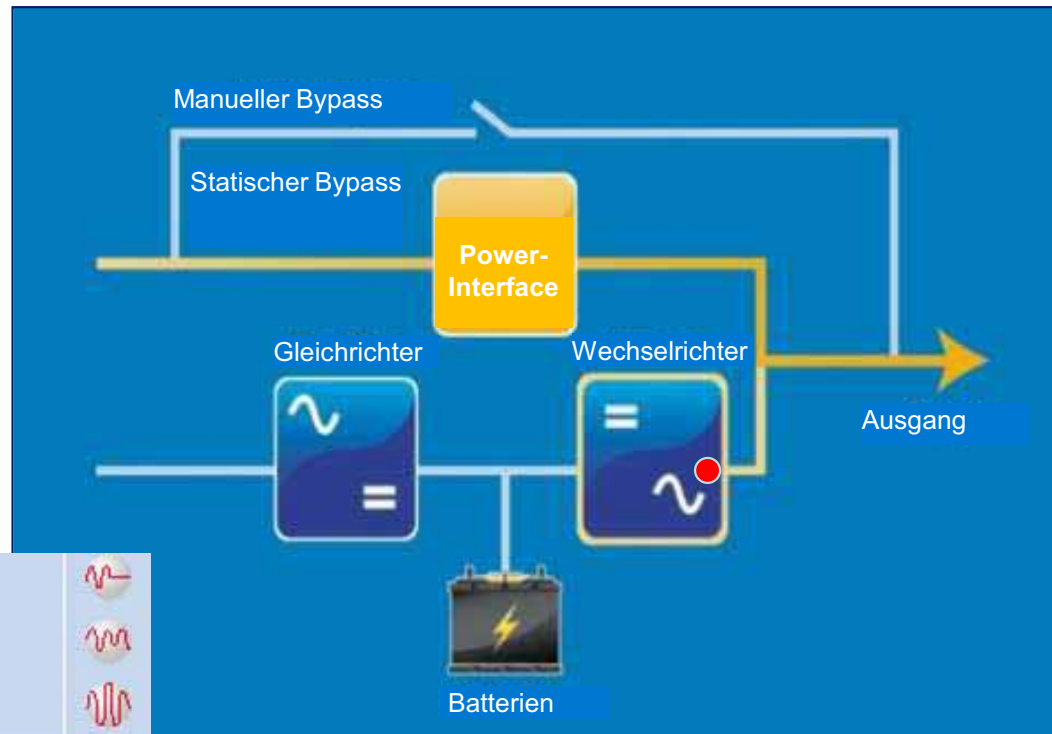 Manueller Bypass
Statischer Bypass
Power-
Interface
Gleichrichter
Wechselrichter
Ausgang
Batterien